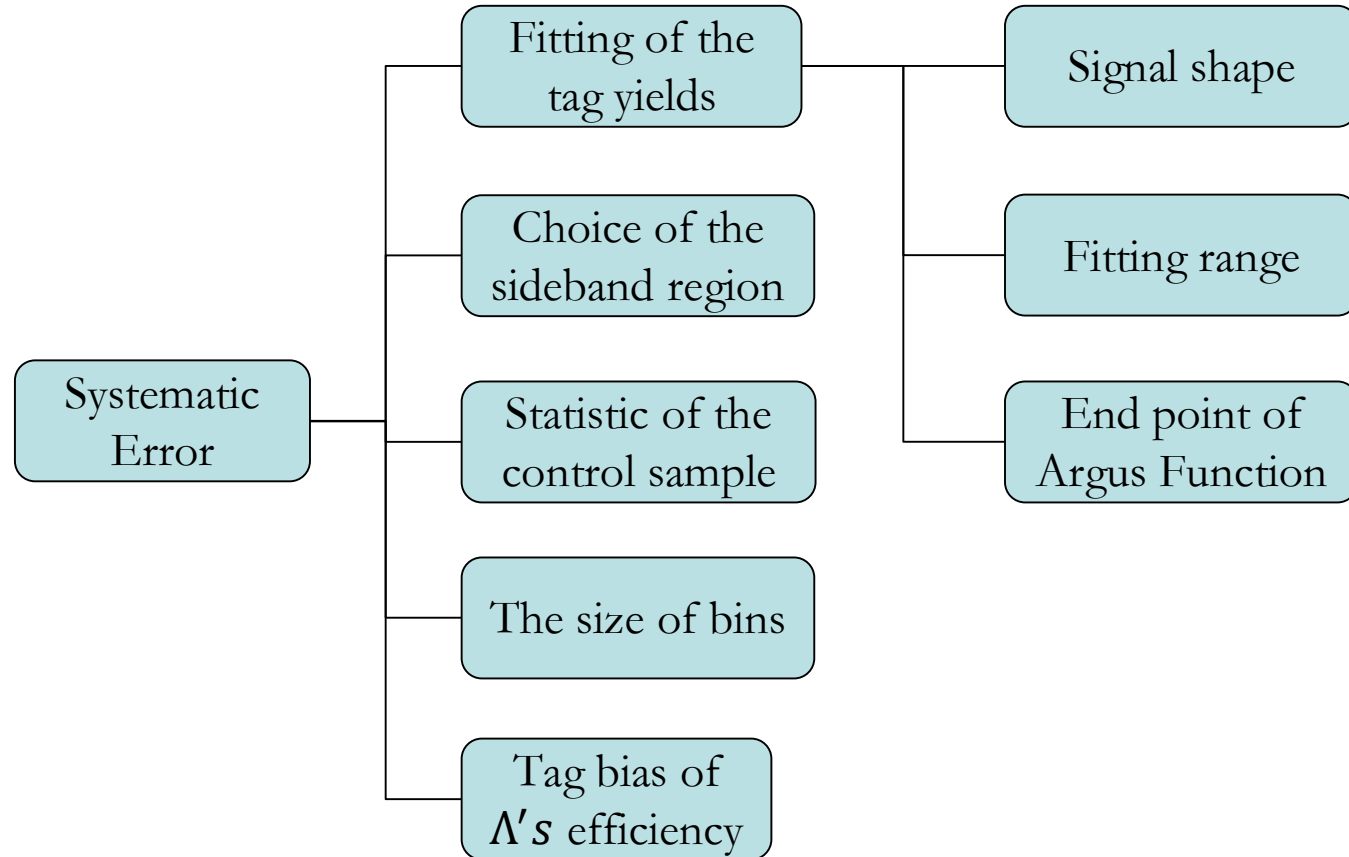 Fitting of the
tag yields
Signal shape
Choice of the
sideband region
Fitting range
Systematic
Error
Statistic of the
control sample
End point of
Argus Function
The size of bins
Tag bias of
Λ′s efficiency